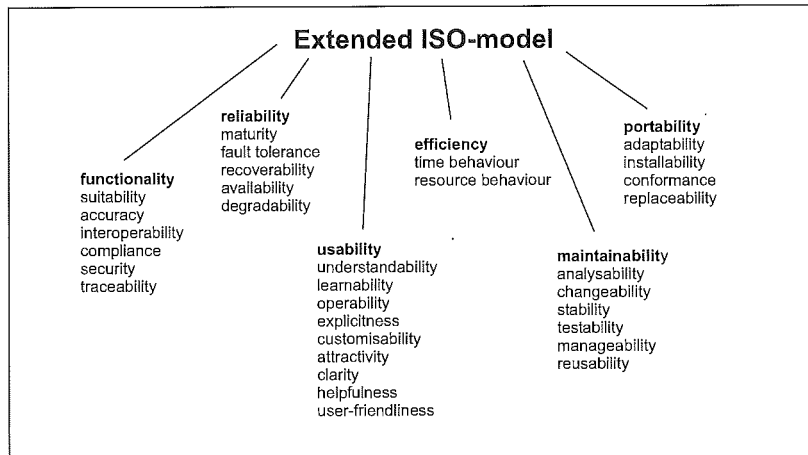 Extended ISO-model
functionality
suitability
accuracy
interoperability
compliance
security
traceability
reliability
maturity
fault tolerance
recoverability
availability
degradability
usability
understandability
learnability
operability
explicitness
customisability
attractivity
clarity
helpfulness
user-friendliness
efficiency
time behaviour
resource behaviour
maintainability
analysability
changeability
stability
testability
manageability
reusability
portability
adaptability
installability
conformance
replaceability